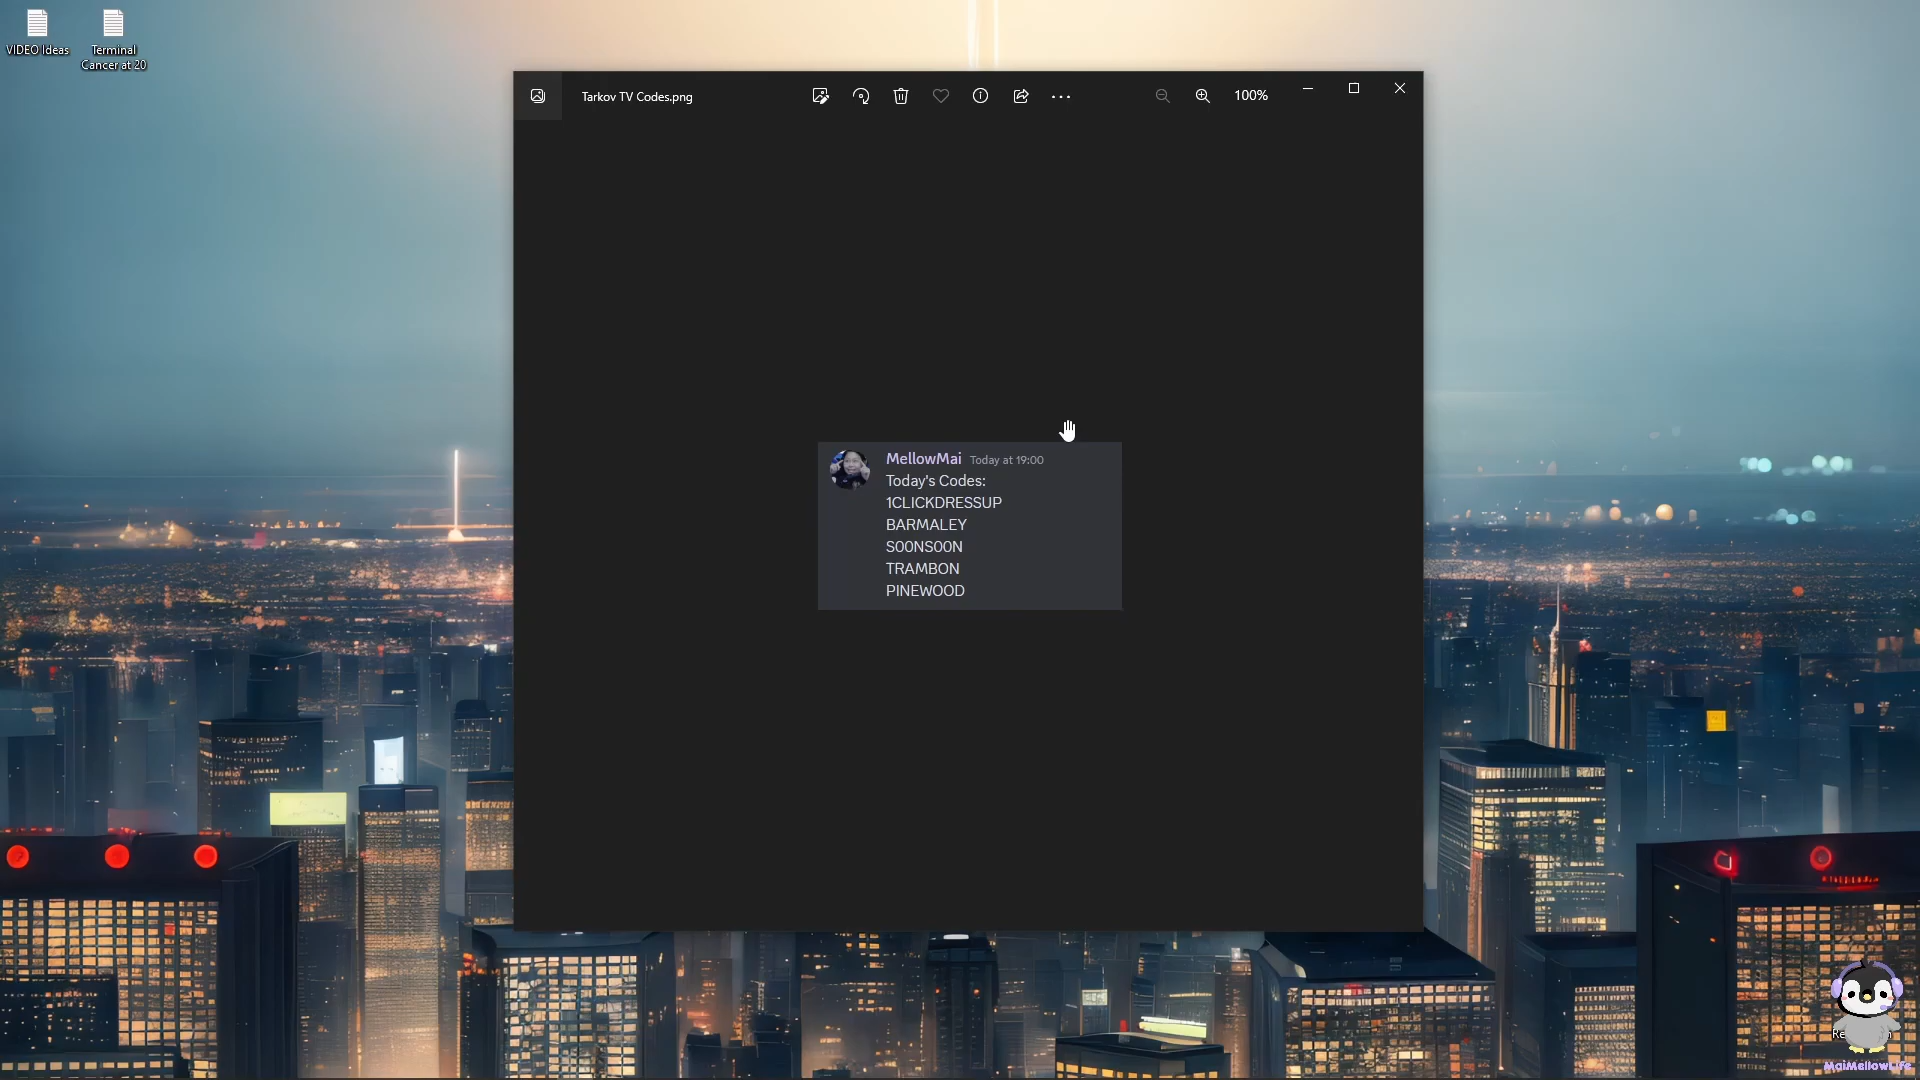 VIDEO Ideas
Terminal
Cancer at 20
Tarkov TV Codes.png
100%
MellowMai Today at 19:00
Today's Codes:
1CLICKDRESSUP
BARMALEY
S00NS00N
TRAMBON
PINEWOOD
MaiMellowLife